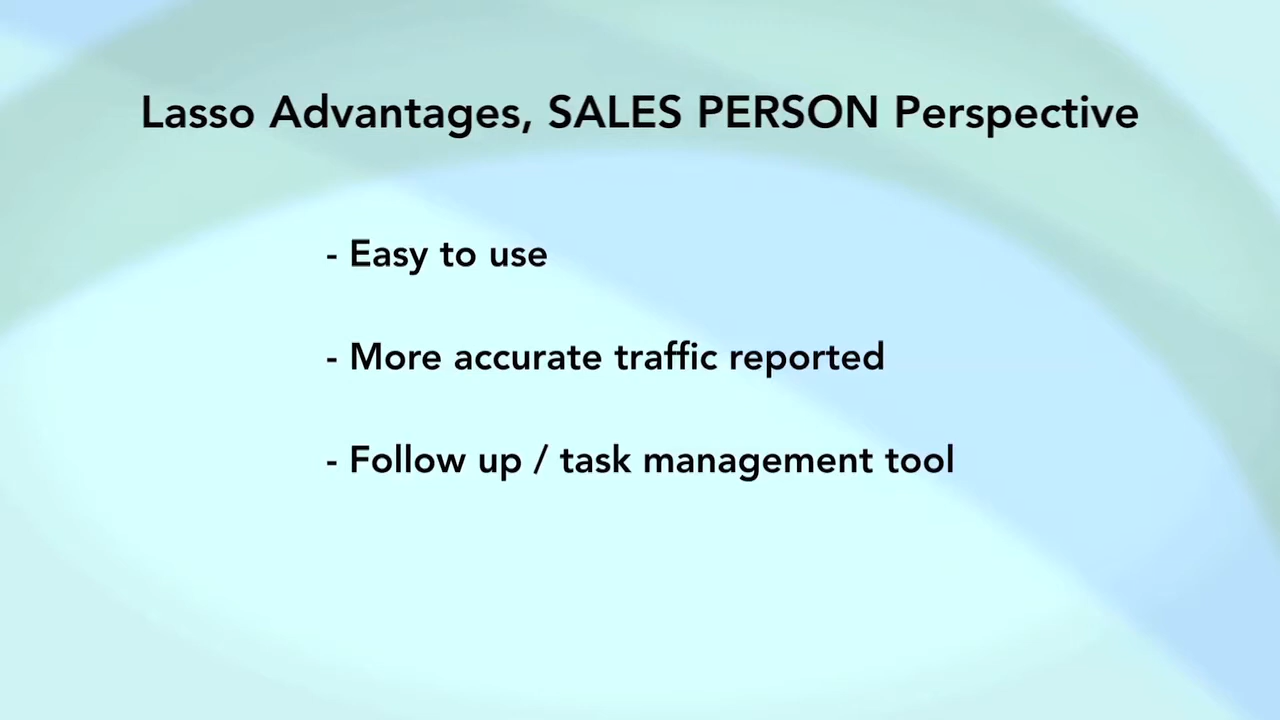 Lasso Advantages, SALES PERSON Perspective
- Easy to use
- More accurate traffic reported
- Follow up / task management tool